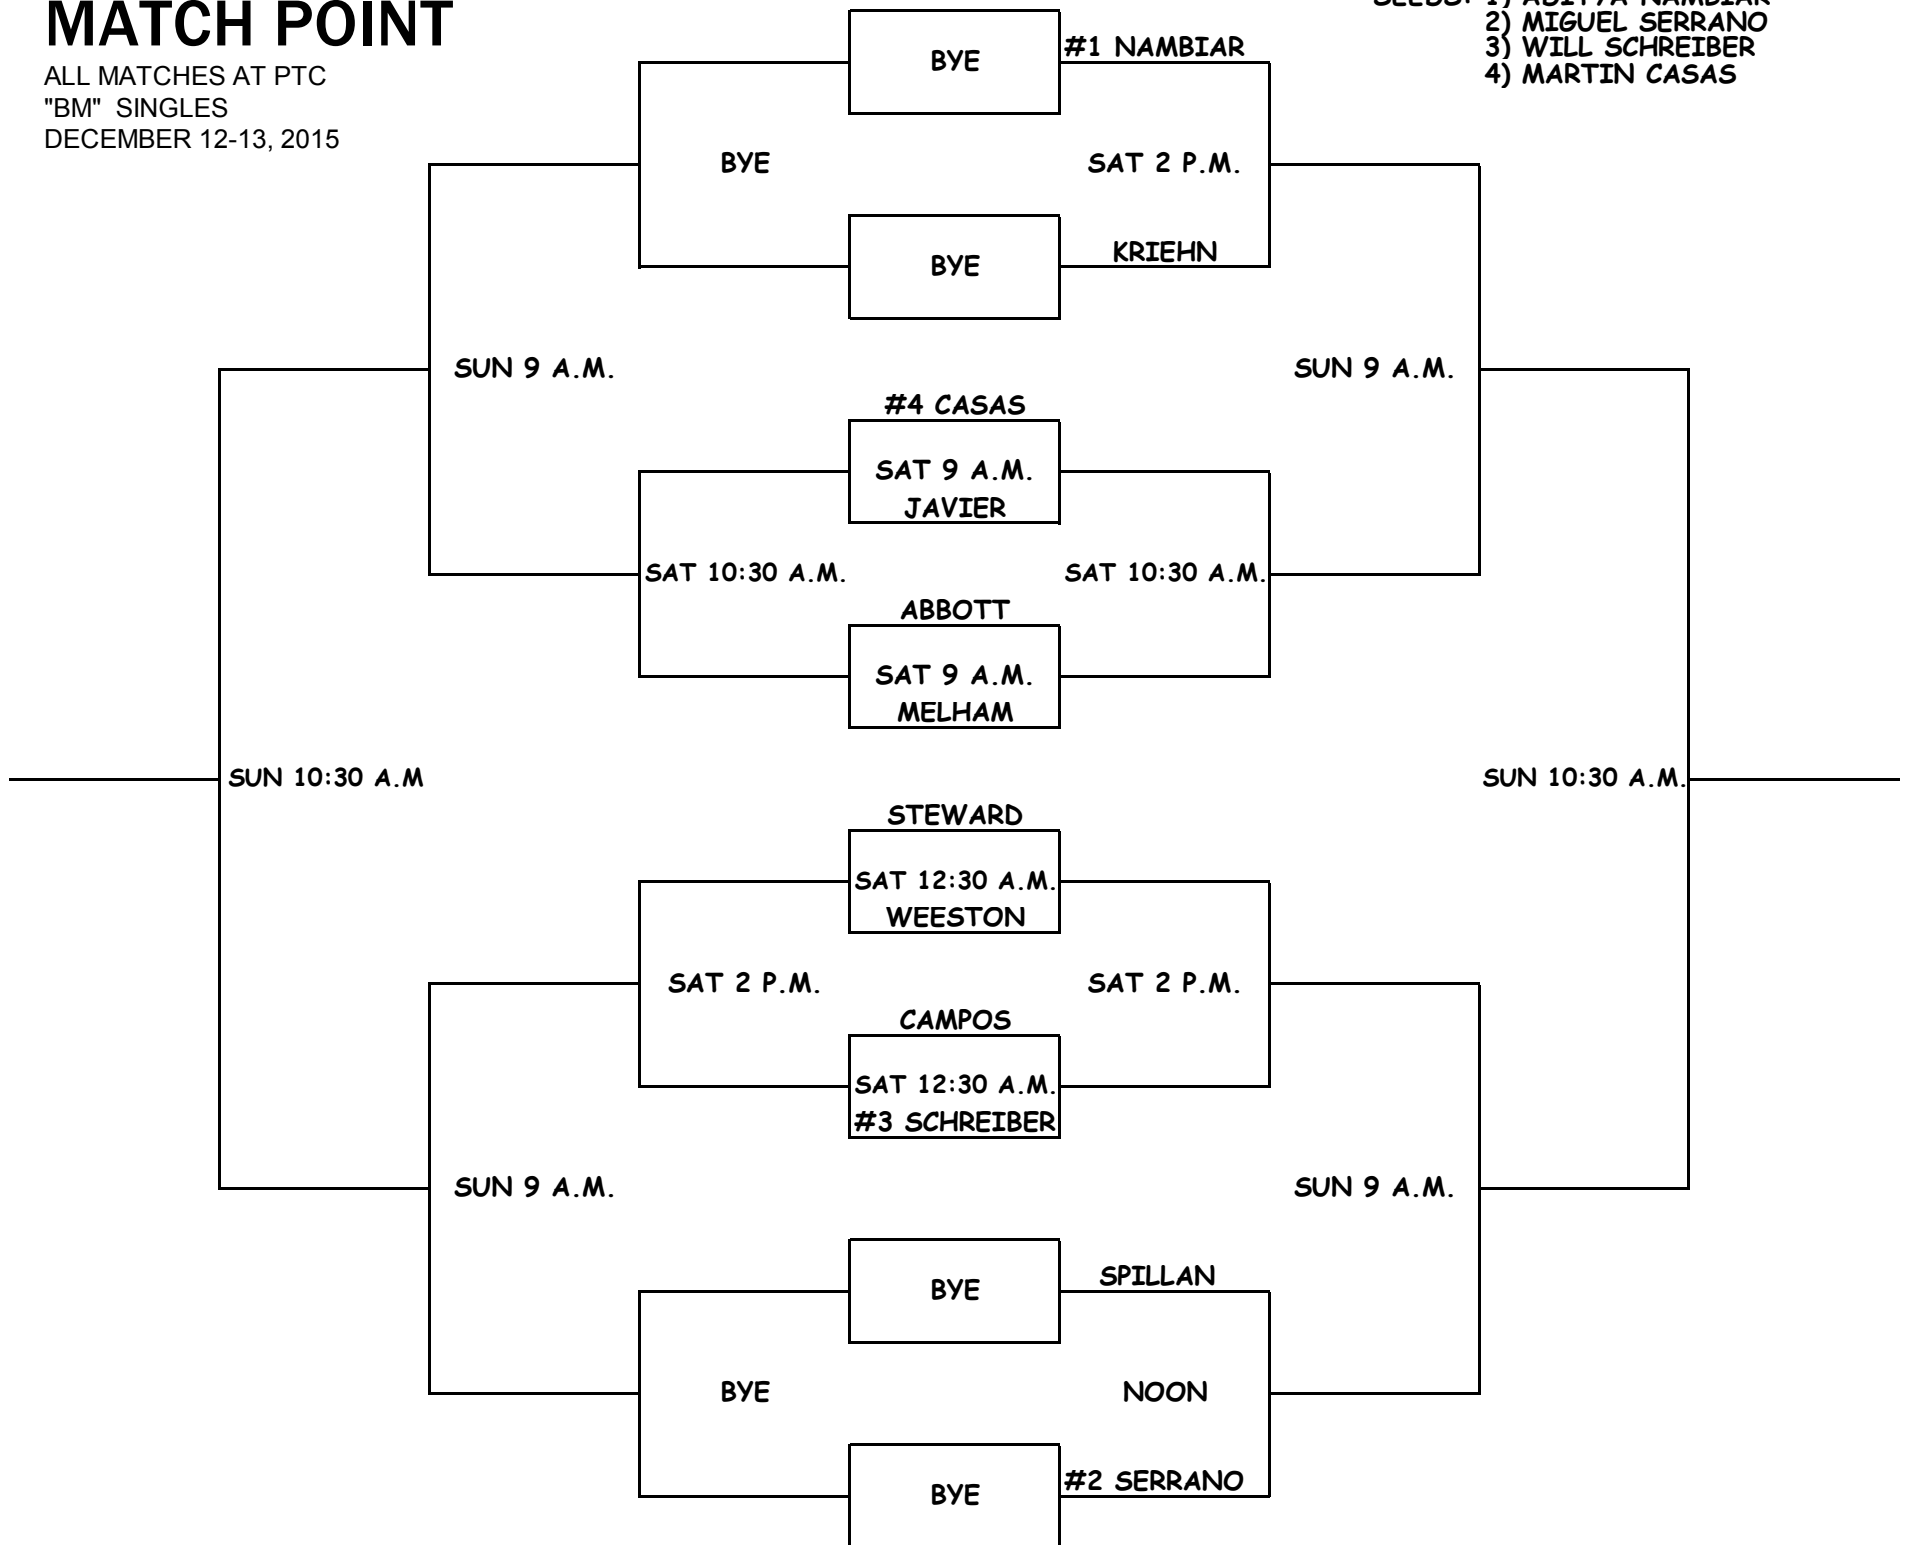 MATCH POINT
ALL MATCHES AT PTC
"BM" SINGLES
DECEMBER 12-13, 2015
SEEDS: 1) ADITYA NAMBIAR
2) MIGUEL SERRANO
3) WILL SCHREIBER
4) MARTIN CASAS
BYE
#1 NAMBIAR
BYE
SAT 2 P.M.
BYE
KRIEHN
SUN 9 A.M.
SUN 9 A.M.
#4 CASAS
SAT 9 A.M.
JAVIER
SAT 10:30 A.M.
SAT 10:30 A.M.
ABBOTT
SAT 9 A.M.
MELHAM
SUN 10:30 A.M
SUN 10:30 A.M.
STEWARD
SAT 12:30 A.M.
WEESTON
SAT 2 P.M.
SAT 2 P.M.
CAMPOS
SAT 12:30 A.M.
#3 SCHREIBER
SUN 9 A.M.
SUN 9 A.M.
BYE
SPILLAN
BYE
NOON
BYE
#2 SERRANO